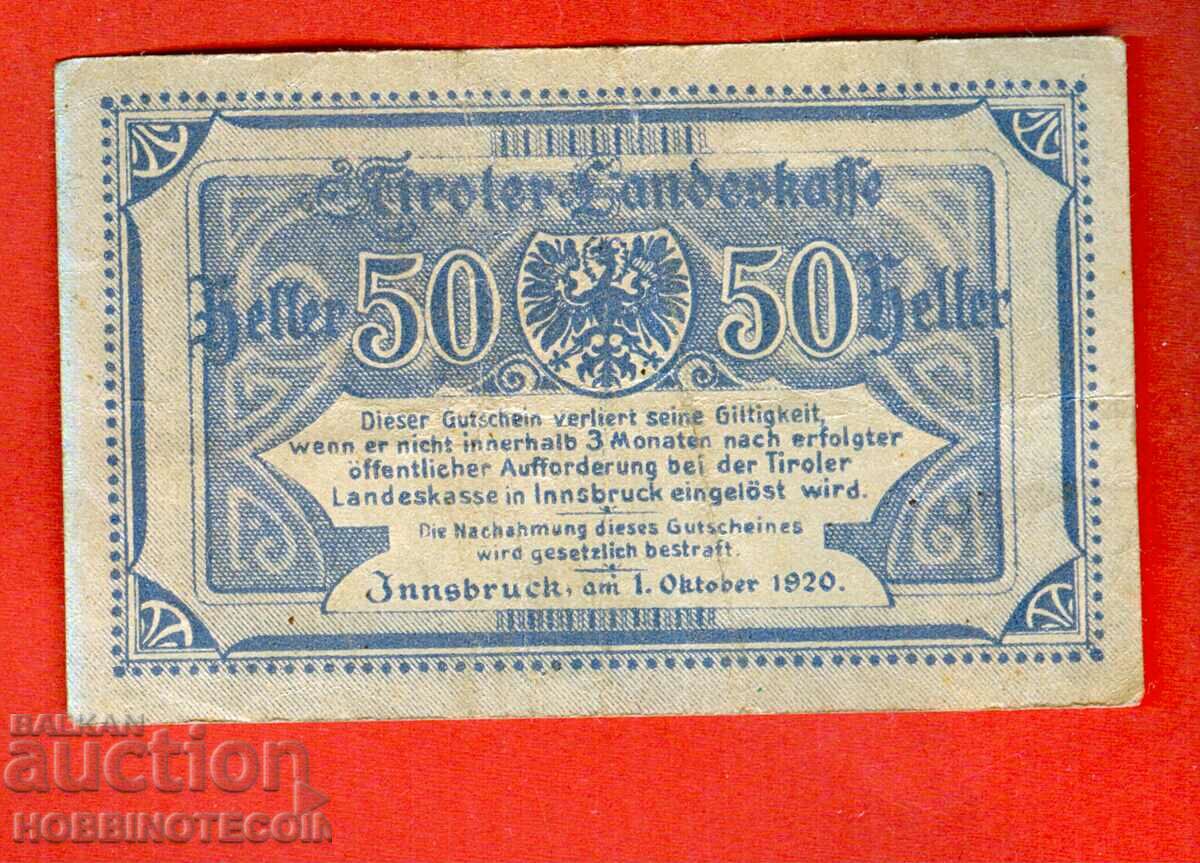 Tiroler Landeskasse
Heller 50 50 Heller
Dieser Gutschein verliert seine Giltigkeit,
wenn er nicht innerhalb 3 Monaten nach erfolgter
öffentlicher Aufforderung bei der Tiroler
Landeskasse in Innsbruck eingelöst wird.
Die Nachahmung dieses Gutscheines
wird gesetzlich bestraft.
Innsbruck, am 1. Oktober 1920.
BALKAN
auction
HOBBINOTECOIN